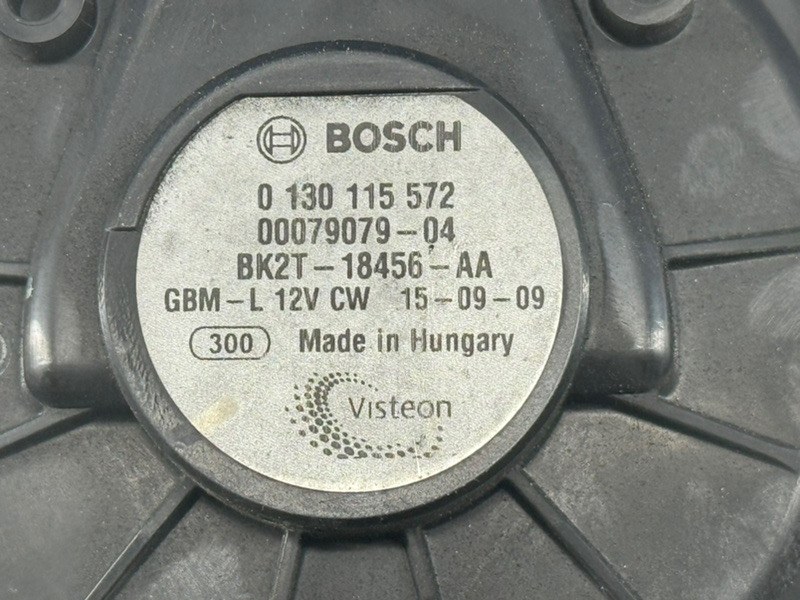 BOSCH
0 130 115 572
00079079-04
BK2T-18456-AA
GBM-L 12V CW 15-09-09
300 Made in Hungary
Visteon